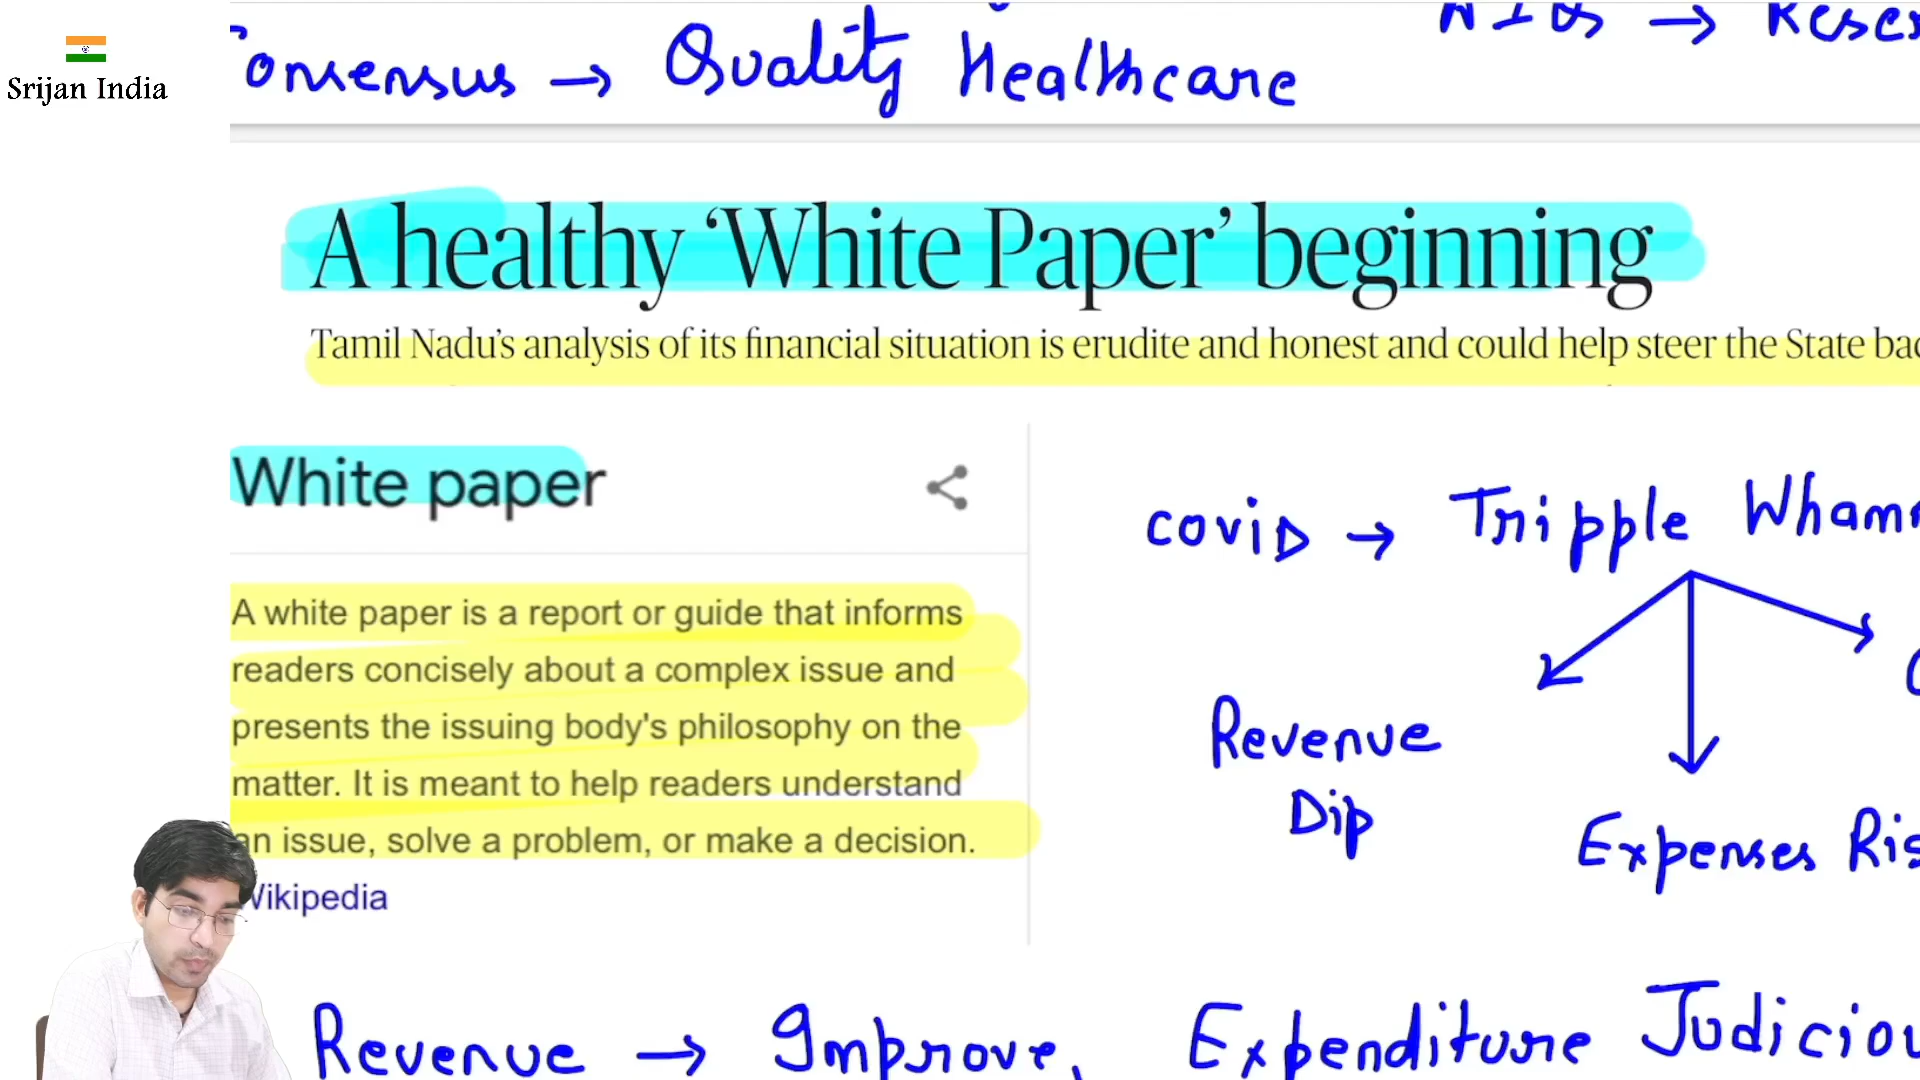 Srijan India
Consensus → Quality Healthcare
A healthy ‘White Paper’ beginning
Tamil Nadu’s analysis of its financial situation is erudite and honest and could help steer the State
White paper
A white paper is a report or guide that informs
readers concisely about a complex issue and
presents the issuing body's philosophy on the
matter. It is meant to help readers understand
an issue, solve a problem, or make a decision.
Wikipedia
COVID → Tripple
Revenue
Dip
Expenses
Revenue → Improve, Expenditure